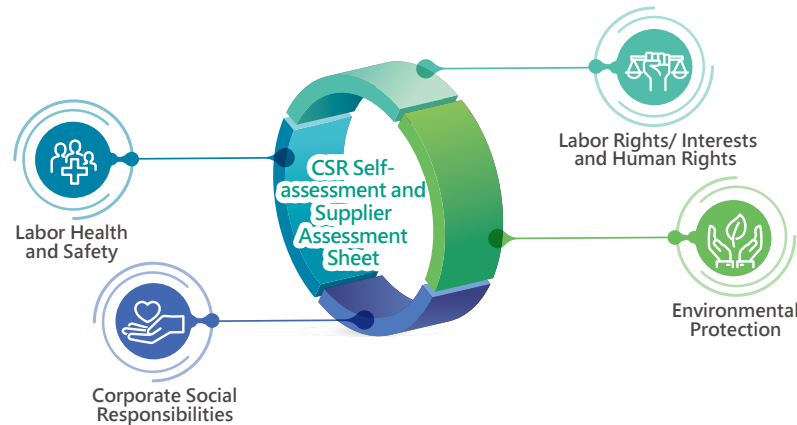 Labor Rights/ Interests
and Human Rights
CSR Self-
assessment and
Supplier
Assessment
Sheet
Labor Health
and Safety
Environmental
Protection
Corporate Social
Responsibilities